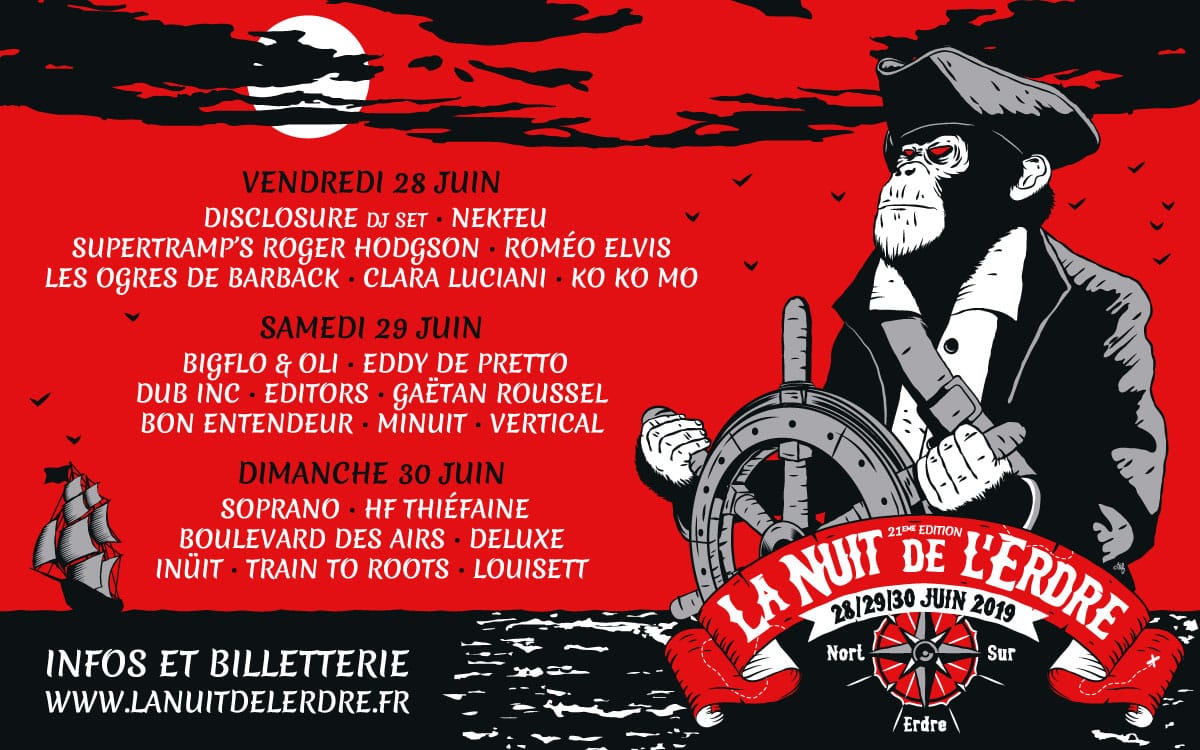 VENDREDI 28 JUIN
DISCLOSURE DJ SET · NEKFEU
SUPERTRAMP'S ROGER HODGSON · ROMÉO ELVIS
LES OGRES DE BARBACK · CLARA LUCIANI · KO KO MO
SAMEDI 29 JUIN
BIGFLO & OLI · EDDY DE PRETTO
DUB INC · EDITORS · GAËTAN ROUSSEL
BON ENTENDEUR · MINUIT · VERTICAL
DIMANCHE 30 JUIN
SOPRANO · HF THIÉFAINE
BOULEVARD DES AIRS · DELUXE
INÜIT · TRAIN TO ROOTS · LOUISETT
INFOS ET BILLETTERIE
WWW.LANUITDELERDRE.FR
21EME EDITION
LA NUIT DE L'ERDRE
28/29/30 JUIN 2019
Nort Sur
Erdre